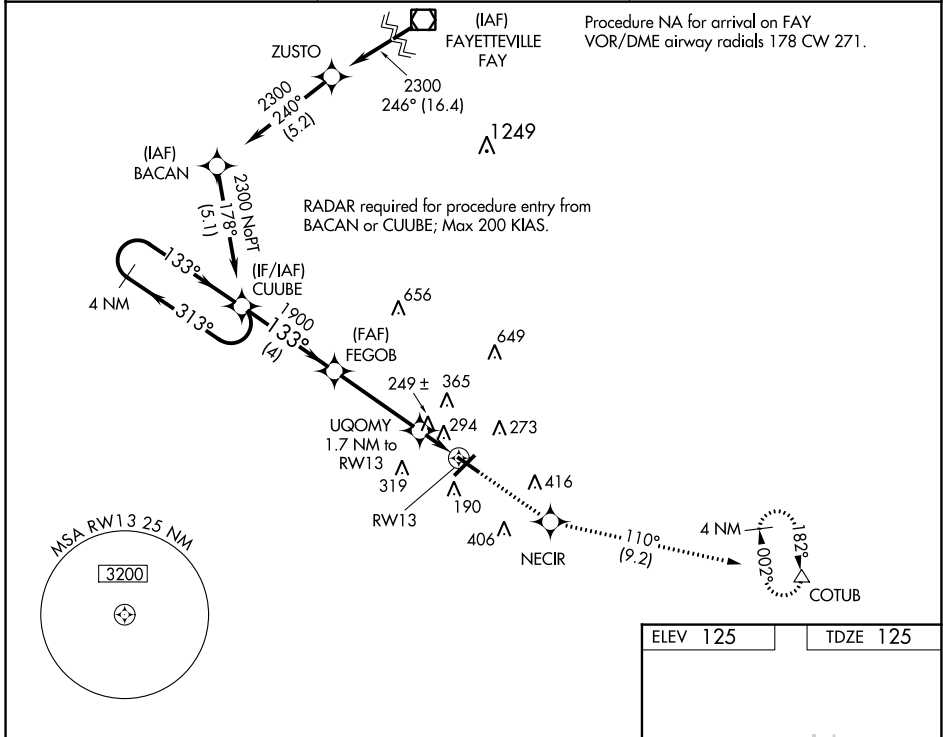 (IAF)
FAYETTEVILLE
FAY
Procedure NA for arrival on FAY
VOR/DME airway radials 178 CW 271.
ZUSTO
2300
246° (16.4)
2300
240°
(5.2)
1249
(IAF)
BACAN
2300 NoPT
178°
(5.1)
RADAR required for procedure entry from
BACAN or CUUBE; Max 200 KIAS.
133°
313°
4 NM
(IF/IAF)
CUUBE
1900
133°
(4)
656
(FAF)
FEGOB
649
249 ±
365
UQOMY
1.7 NM to
RW13
294
273
319
190
416
RW13
406
NECIR
110°
(9.2)
4 NM
002°
182°
COTUB
MSA RW13 25 NM
3200
ELEV 125
TDZE 125